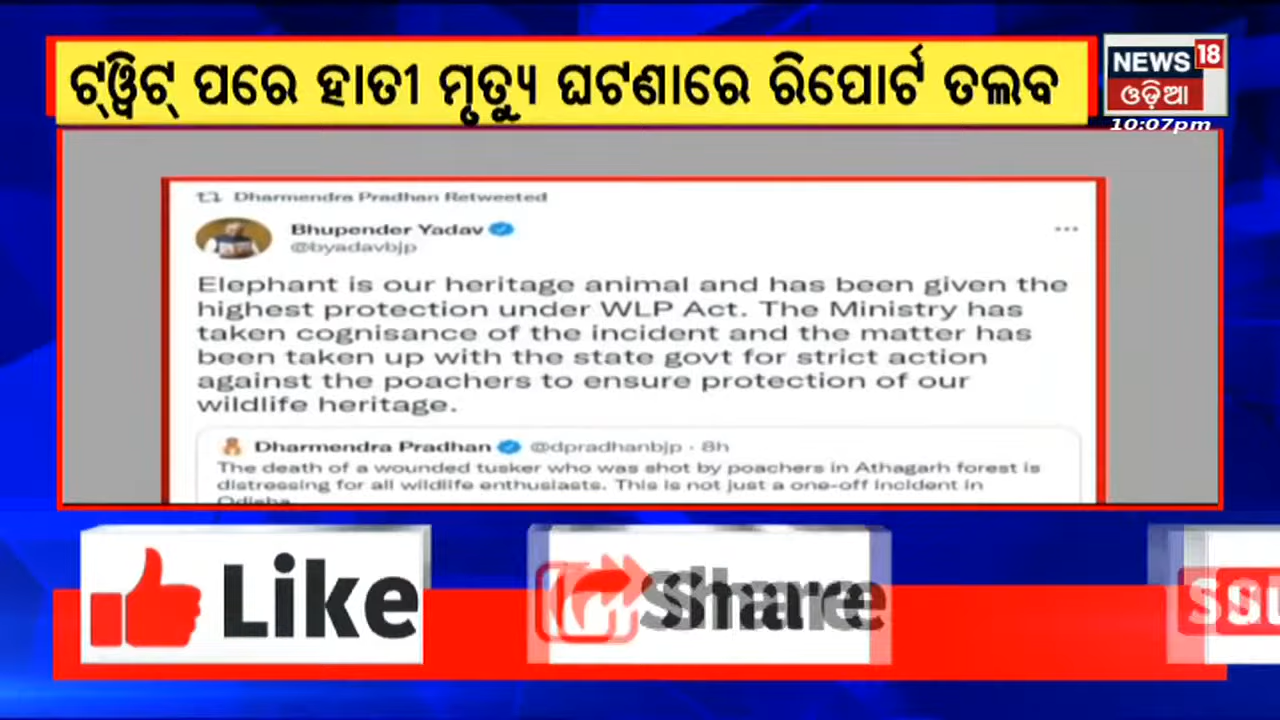 ଟ୍ୱିଟ୍ ପରେ ହାତୀ ମୃତ୍ୟୁ ଘଟଣାରେ ରିପୋର୍ଟ ତଲବ
NEWS 18
ଓଡ଼ିଆ
10:07pm
Dharmendra Pradhan Retweeted
Bhupender Yadav
@byadavbjp
Elephant is our heritage animal and has been given the
highest protection under WLP Act. The Ministry has
taken cognisance of the incident and the matter has
been taken up with the state govt for strict action
against the poachers to ensure protection of our
wildlife heritage.
Dharmendra Pradhan @dpradhanbjp · 8h
The death of a wounded tusker who was shot by poachers in Athagarh forest is
distressing for all wildlife enthusiasts. This is not just a one-off incident in
Odisha
Like
Share